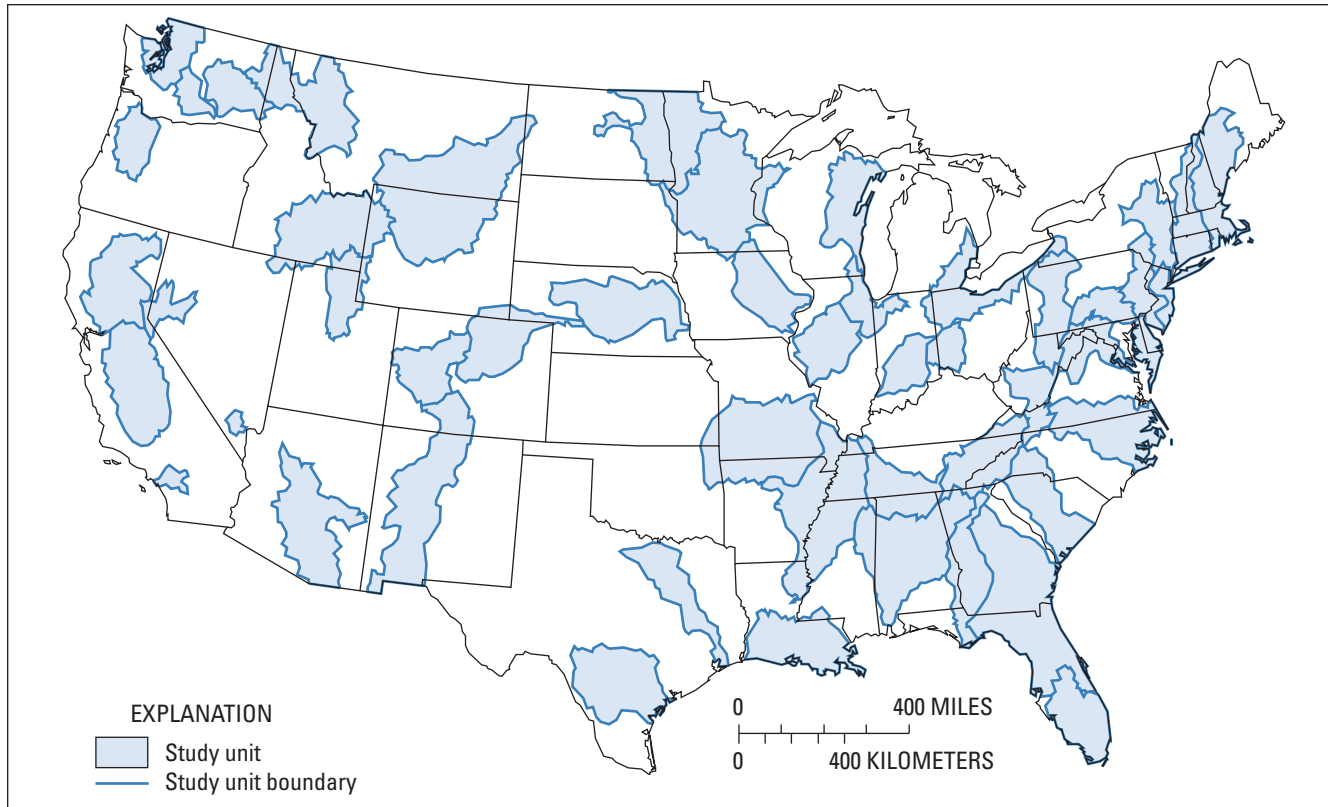 EXPLANATION
Study unit
Study unit boundary
0 400 MILES
0 400 KILOMETERS